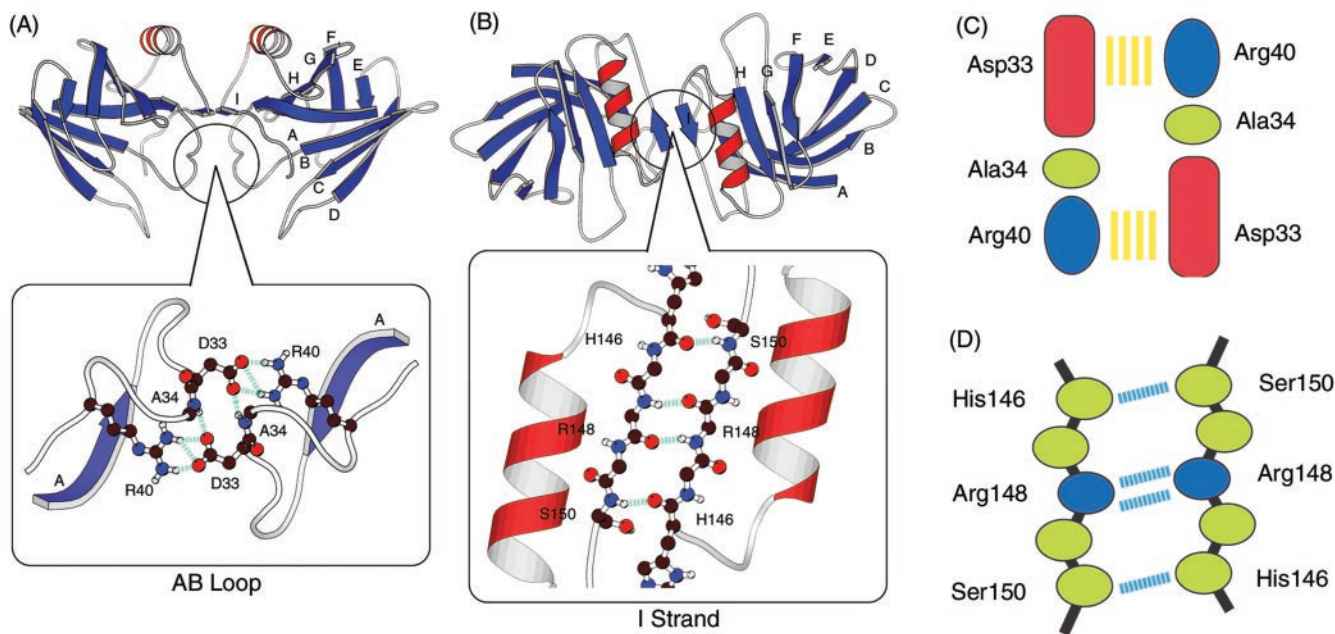 (A)
F
G
E
H
I
A
B
C
D
A
D33
R40
A34
A34
R40
D33
A
AB Loop
(B)
F
E
D
H
G
C
I
B
A
H146
S150
R148
R148
S150
H146
I Strand
(C)
Asp33
Arg40
Ala34
Ala34
Arg40
Asp33
(D)
His146
Ser150
Arg148
Arg148
Ser150
His146